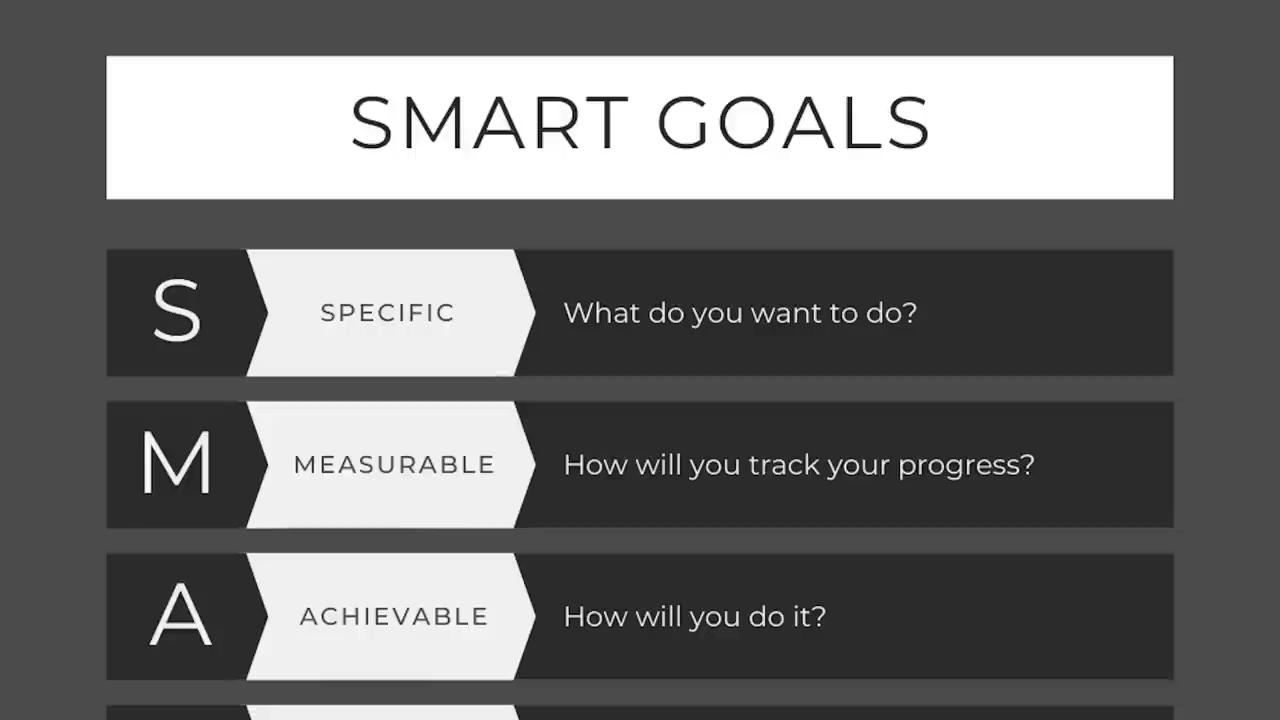 SMART GOALS
S SPECIFIC What do you want to do?
M MEASURABLE How will you track your progress?
A ACHIEVABLE How will you do it?